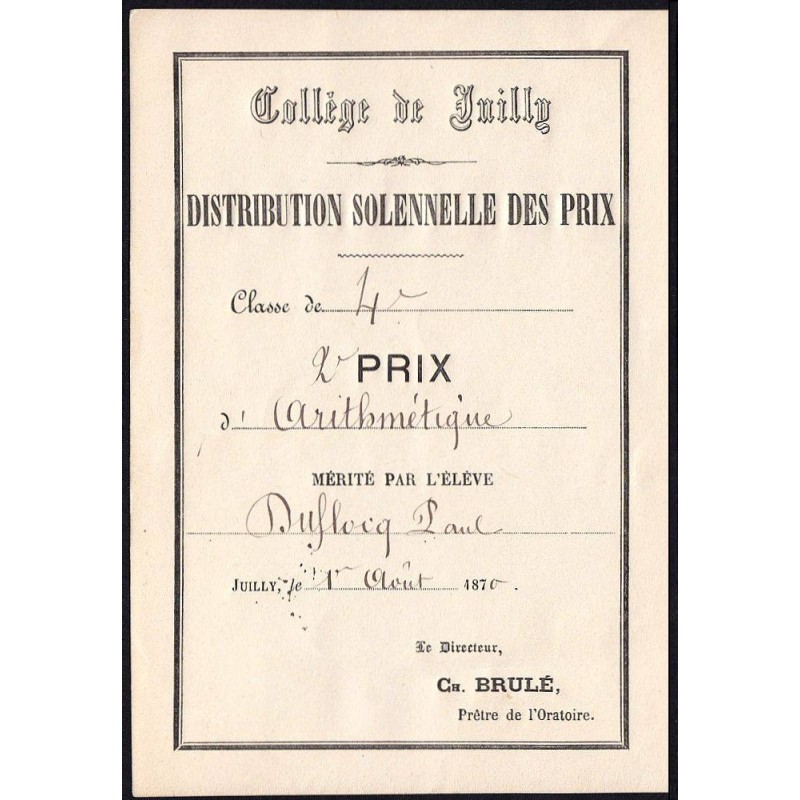 Collège de Juilly
DISTRIBUTION SOLENNELLE DES PRIX
Classe de 4e
2e PRIX
d'Arithmétique
MÉRITÉ PAR L'ÉLÈVE
Duflocq Paul
JUILLY, le 1er Août 1870.
Le Directeur,
CH. BRULÉ,
Prêtre de l'Oratoire.